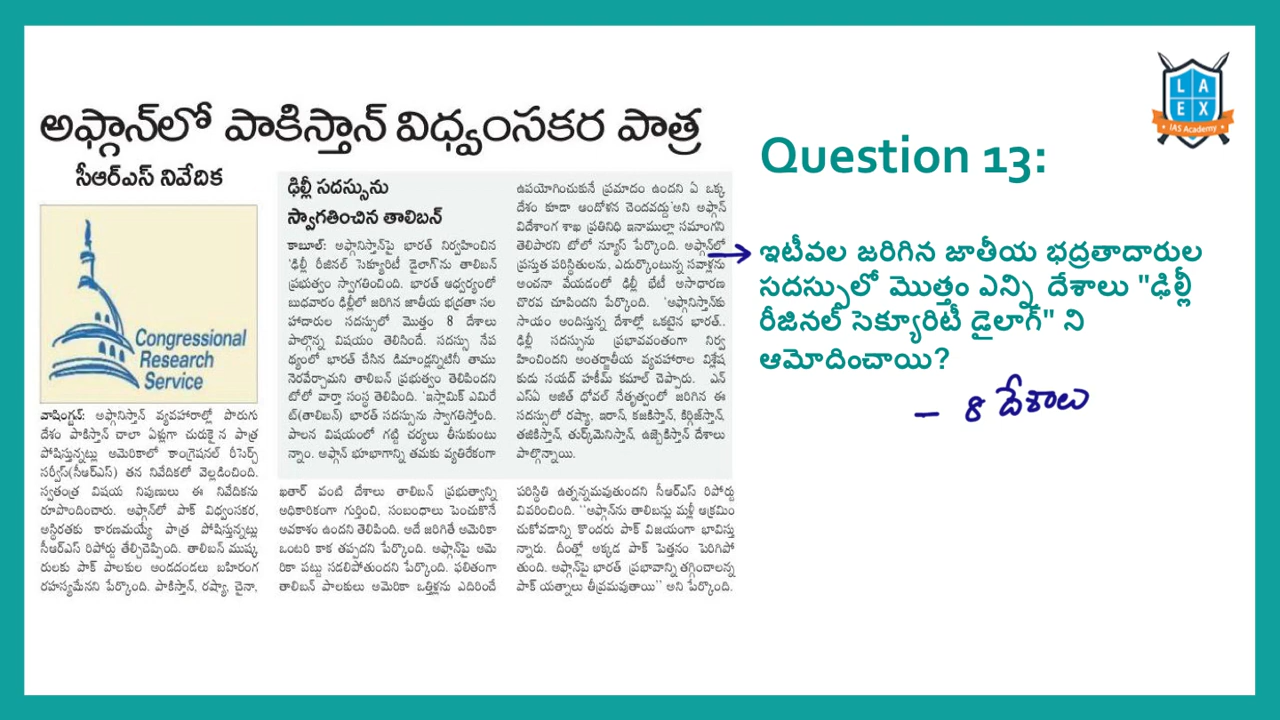 అఫ్గాన్‌లో పాకిస్తాన్ విధ్వంసకర పాత్ర
సీఆర్ఎస్ నివేదిక
Congressional
Research
Service
వాషింగ్టన్: అఫ్గానిస్తాన్ వ్యవహారాల్లో పొరుగు
దేశం పాకిస్తాన్ చాలా ఏళ్లుగా చురుకై న పాత్ర
పోషిస్తున్నట్లు అమెరికాలో కాంగ్రెషనల్ రీసెర్చ్
సర్వీస్(సీఆర్ఎస్) తన నివేదికలో వెల్లడించింది.
స్వతంత్ర విషయ నిపుణులు ఈ నివేదికను
రూపొందించారు. అఫ్గాన్‌లో పాక్ విధ్వంసకర,
అస్థిరతకు కారణమయ్యే పాత్ర పోషిస్తున్నట్లు
సీఆర్ఎస్ రిపోర్టు తేల్చిచెప్పింది. తాలిబన్ ముష్క
రులకు పాక్ పాలకుల అండదండలు బహిరంగ
రహస్యమేనని పేర్కొంది. పాకిస్తాన్, రష్యా, చైనా,
ఢిల్లీ సదస్సును
స్వాగతించిన తాలిబన్
కాబూల్: అఫ్గానిస్తాన్‌పై భారత్ నిర్వహించిన
'ఢిల్లీ రీజినల్ సెక్యూరిటీ డైలాగ్'ను తాలిబన్
ప్రభుత్వం స్వాగతించింది. భారత్ ఆధ్వర్యంలో
బుధవారం ఢిల్లీలో జరిగిన జాతీయ భద్రతా సల
హాదారుల సదస్సులో మొత్తం 8 దేశాలు
పాల్గొన్న విషయం తెలిసిందే. సదస్సు నేప
థ్యంలో భారత్ చేసిన డిమాండ్లన్నిటినీ తాము
నెరవేర్చామని తాలిబన్ ప్రభుత్వం తెలిపిందని
టోలో వార్తా సంస్థ తెలిపింది. 'ఇస్లామిక్ ఎమిరే
ట్(తాలిబన్) భారత్ సదస్సును స్వాగతిస్తోంది.
పాలన విషయంలో గట్టి చర్యలు తీసుకుంటు
న్నాం. అఫ్గాన్ భూభాగాన్ని తమకు వ్యతిరేకంగా
ఉపయోగించుకునే ప్రమాదం ఉందని ఏ ఒక్క
దేశం కూడా ఆందోళన చెందవద్దు'అని అఫ్గాన్
విదేశాంగ శాఖ ప్రతినిధి ఇనాముల్లా సమాంగని
తెలిపారని టోలో న్యూస్ పేర్కొంది. అఫ్గాన్‌లో
ప్రస్తుత పరిస్థితులను, ఎదుర్కొంటున్న సవాళ్లను
అంచనా వేయడంలో ఢిల్లీ భేటీ అసాధారణ
చొరవ చూపిందని పేర్కొంది. 'అఫ్గానిస్తాన్‌కు
సాయం అందిస్తున్న దేశాల్లో ఒకటైన భారత్..
ఢిల్లీ సదస్సును ప్రభావవంతంగా నిర్వ
హించిందని అంతర్జాతీయ వ్యవహారాల విశ్లేష
కుడు సయద్ హకీమ్ కమాల్ చెప్పారు. ఎన్
ఎస్ఏ అజిత్ ధోవల్ నేతృత్వంలో జరిగిన ఈ
సదస్సులో రష్యా, ఇరాన్, కజకిస్తాన్, కిర్గిజ్‌స్తాన్,
తజికిస్తాన్, తుర్క్‌మెనిస్తాన్, ఉజ్బెకిస్తాన్ దేశాలు
పాల్గొన్నాయి.
ఖతార్ వంటి దేశాలు తాలిబన్ ప్రభుత్వాన్ని
అధికారికంగా గుర్తించి, సంబంధాలు పెంచుకొనే
అవకాశం ఉందని తెలిపింది. అదే జరిగితే అమెరికా
ఒంటరి కాక తప్పదని పేర్కొంది. అఫ్గాన్‌పై అమె
రికా పట్టు సడలిపోతుందని పేర్కొంది. ఫలితంగా
తాలిబన్ పాలకులు అమెరికా ఒత్తిళ్లను ఎదిరించే
పరిస్థితి ఉత్పన్నమవుతుందని సీఆర్ఎస్ రిపోర్టు
వివరించింది. ''అఫ్గాన్‌ను తాలిబన్లు మళ్లీ ఆక్రమిం
చుకోవడాన్ని కొందరు పాక్ విజయంగా భావిస్తు
న్నారు. దీంత్లో అక్కడ పాక్ పెత్తనం పెరిగిపో
తుంది. అఫ్గాన్‌పై భారత్ ప్రభావాన్ని తగ్గించాలన్న
పాక్ యత్నాలు తీవ్రమవుతాయి'' అని పేర్కొంది.
L A
E X
IAS Academy
Question 13:
ఇటీవల జరిగిన జాతీయ భద్రతాదారుల
సదస్సులో మొత్తం ఎన్ని దేశాలు "ఢిల్లీ
రీజినల్ సెక్యూరిటీ డైలాగ్" ని
ఆమోదించాయి?
– 8 దేశాలు